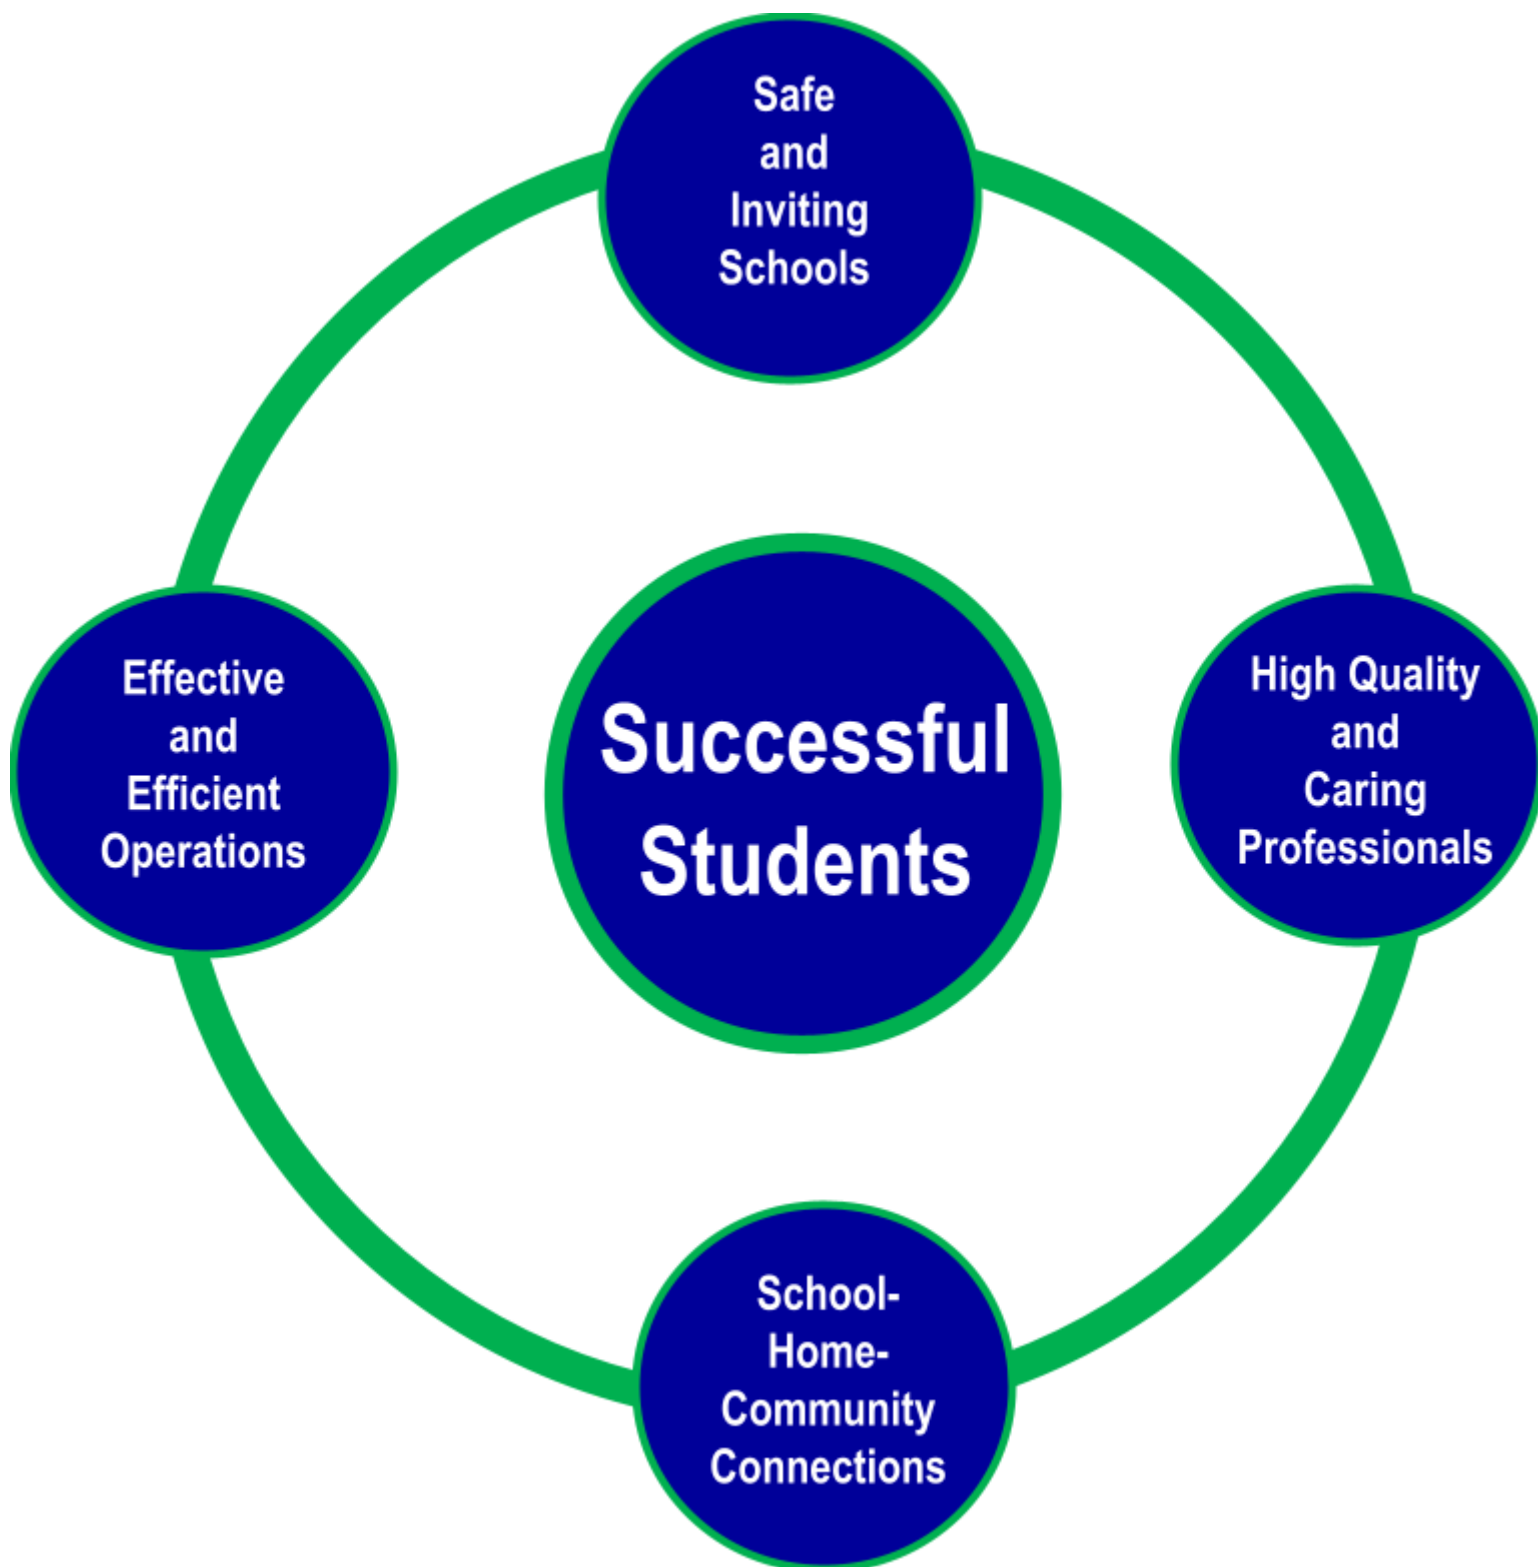 Safe
and
Inviting
Schools
Effective
and
Efficient
Operations
Successful
Students
High Quality
and
Caring
Professionals
School-
Home-
Community
Connections